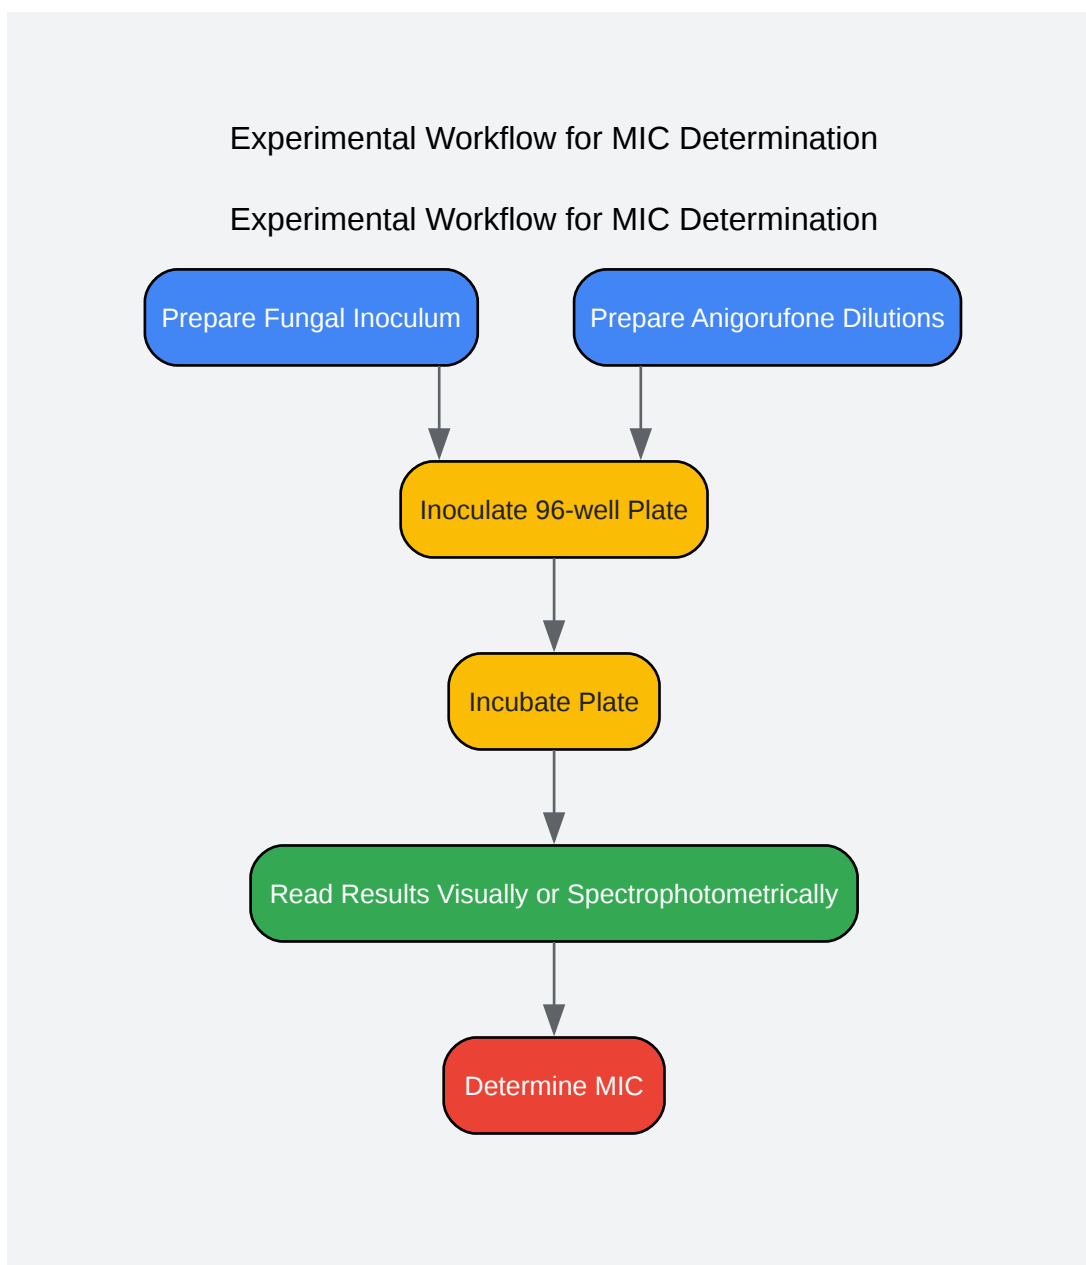 Experimental Workflow for MIC Determination
Experimental Workflow for MIC Determination
Prepare Fungal Inoculum
Prepare Anigorufone Dilutions
Inoculate 96-well Plate
Incubate Plate
Read Results Visually or Spectrophotometrically
Determine MIC